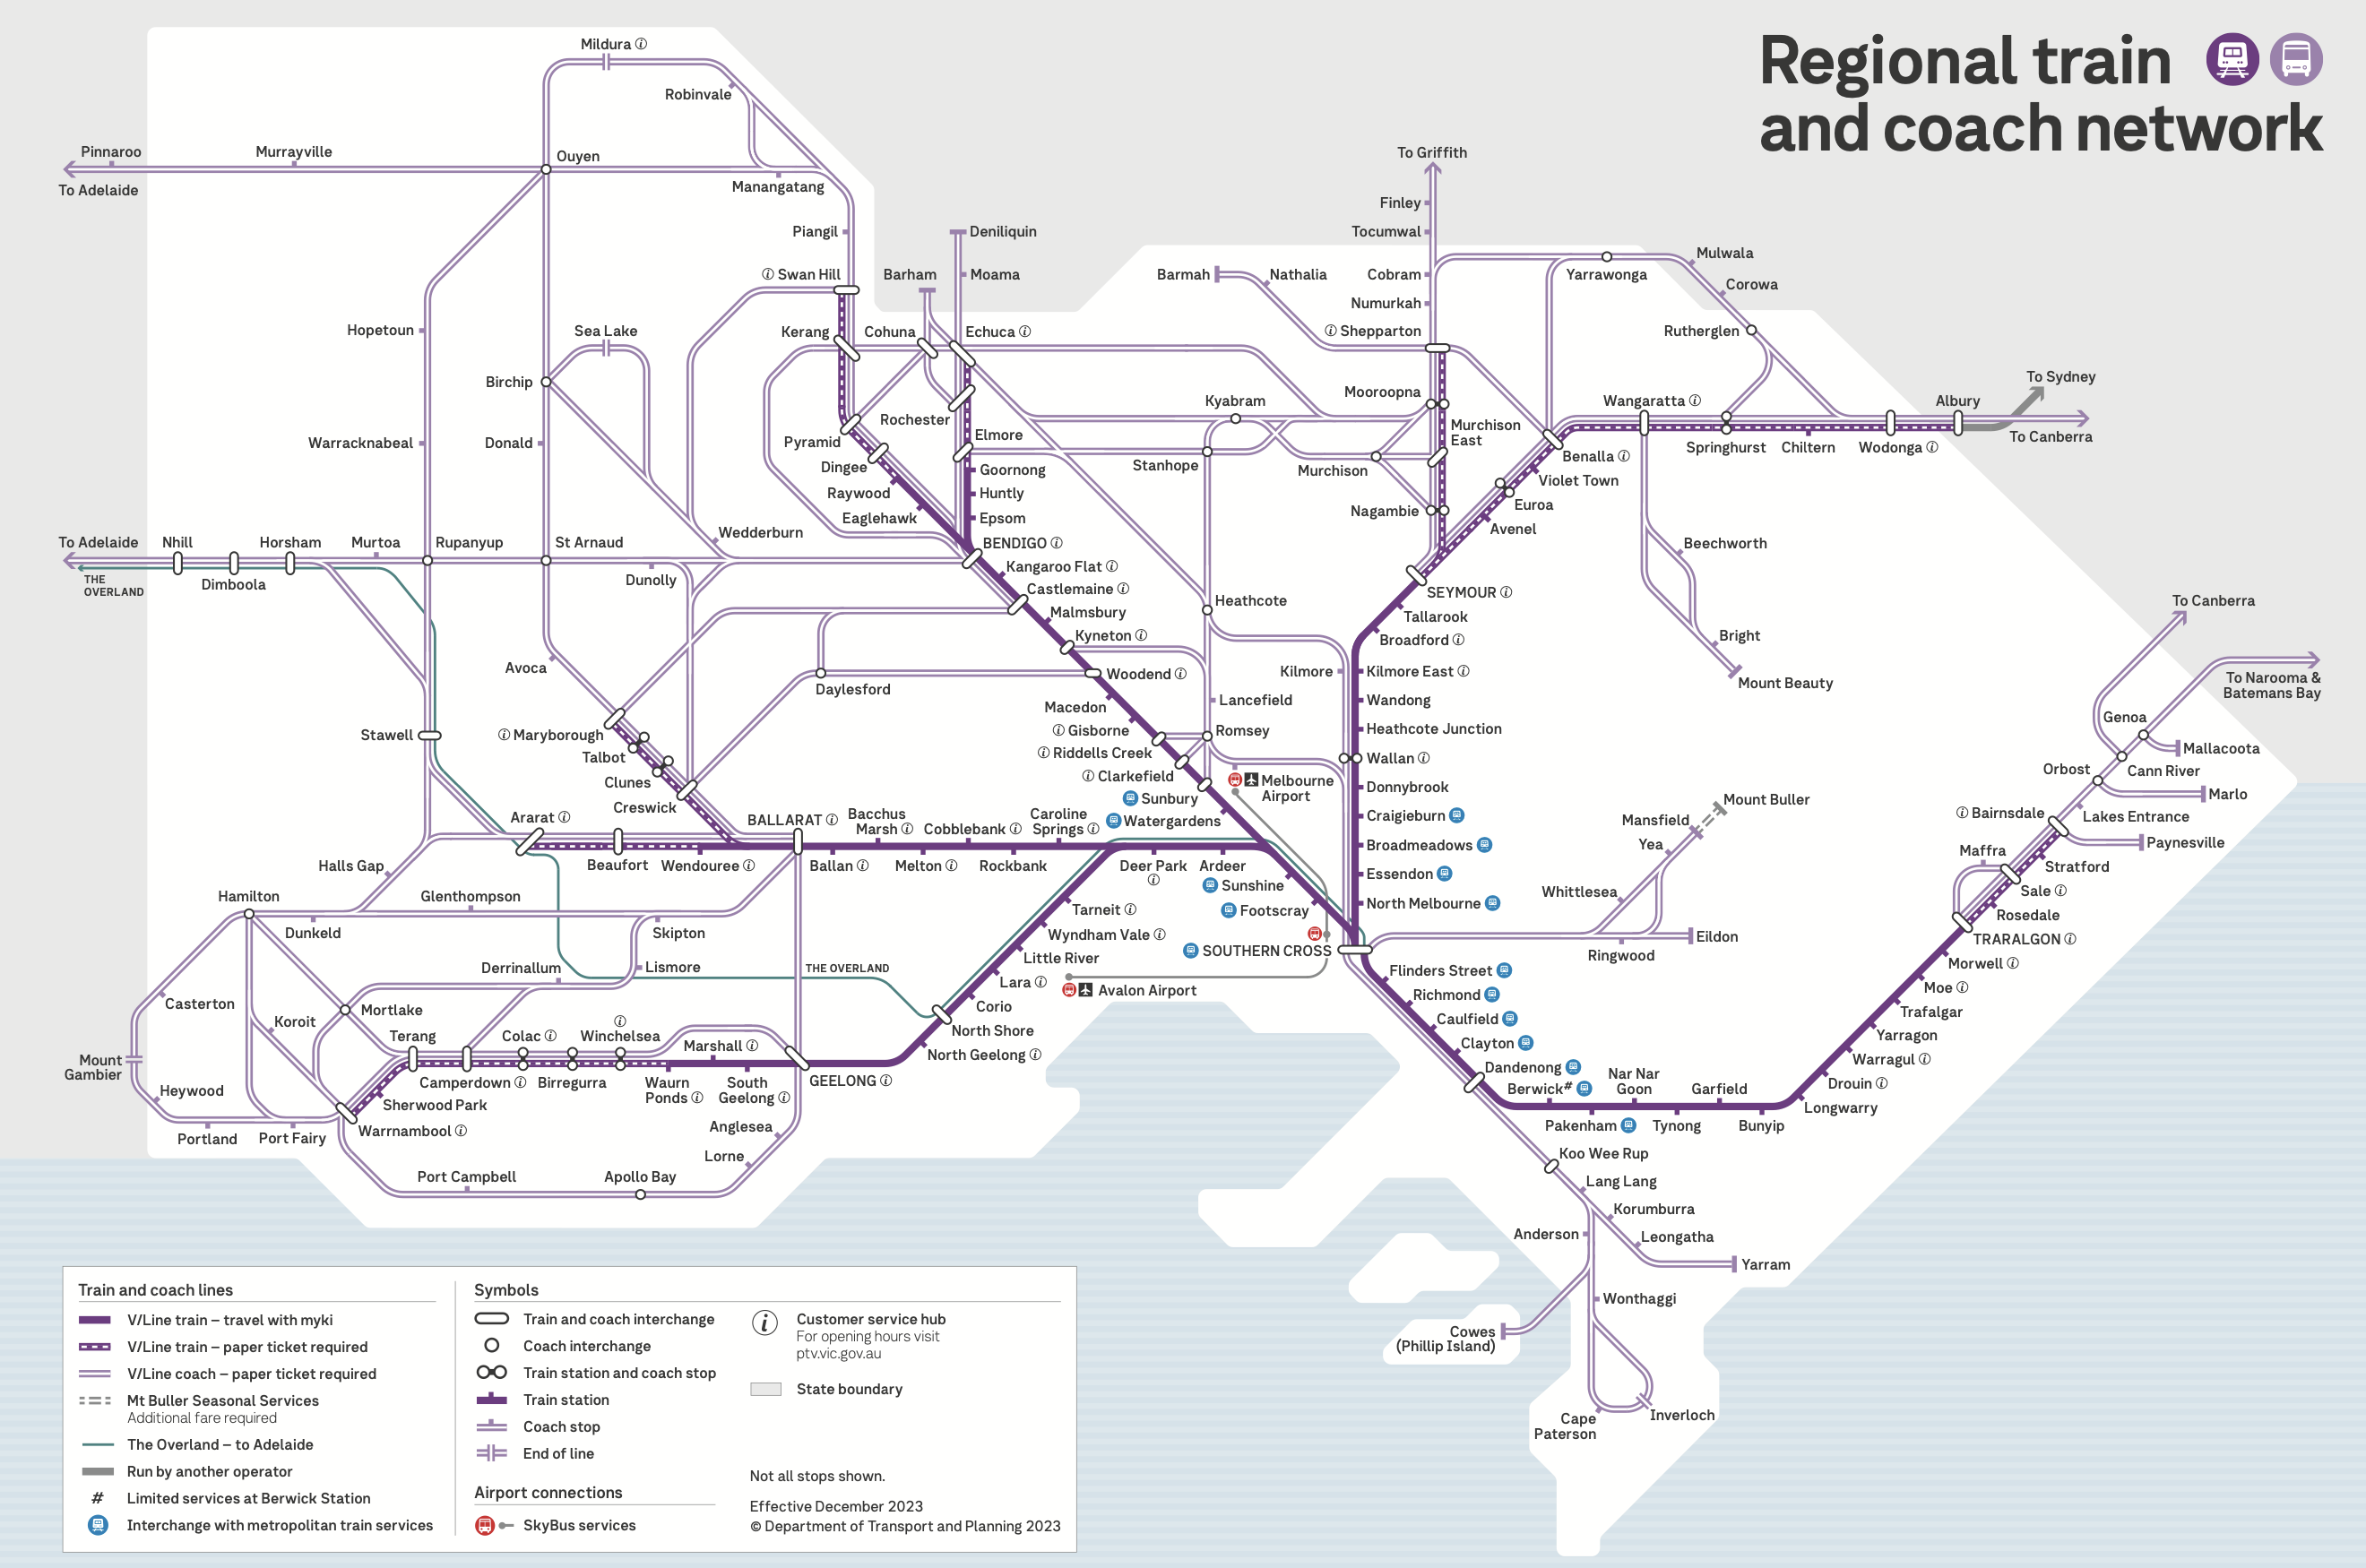 Regional train
and coach network
Mildura
Robinvale
Pinnaroo
Murrayville
Ouyen
To Adelaide
Manangatang
Piangil
Deniliquin
Swan Hill
Barham
Moama
To Griffith
Finley
Tocumwal
Barmah
Nathalia
Cobram
Numurkah
Yarrawonga
Mulwala
Corowa
Hopetoun
Sea Lake
Kerang
Cohuna
Echuca
Shepparton
Rutherglen
Birchip
To Sydney
Mooroopna
Kyabram
Wangaratta
Albury
Rochester
Warracknabeal
Donald
Pyramid
Elmore
Murchison
East
To Canberra
Dingee
Goornong
Stanhope
Murchison
Benalla
Springhurst
Chiltern
Wodonga
Raywood
Huntly
Violet Town
Eaglehawk
Epsom
Nagambie
Euroa
Avenel
Wedderburn
To Adelaide
Nhill
Horsham
Murtoa
Rupanyup
St Arnaud
BENDIGO
Beechworth
THE
OVERLAND
Dimboola
Dunolly
Kangaroo Flat
Castlemaine
SEYMOUR
Malmsbury
Heathcote
Tallarook
To Canberra
Kyneton
Broadford
Bright
Avoca
Daylesford
Woodend
Kilmore
Kilmore East
Mount Beauty
To Narooma &
Batemans Bay
Macedon
Lancefield
Wandong
Genoa
Stawell
Maryborough
Gisborne
Romsey
Heathcote Junction
Mallacoota
Talbot
Riddells Creek
Wallan
Cann River
Orbost
Clunes
Clarkefield
Melbourne
Airport
Donnybrook
Marlo
Creswick
Sunbury
Mount Buller
Ararat
BALLARAT
Bacchus
Marsh
Cobblebank
Caroline
Springs
Watergardens
Craigieburn
Mansfield
Bairnsdale
Lakes Entrance
Halls Gap
Beaufort
Wendouree
Ballan
Melton
Rockbank
Deer Park
Ardeer
Broadmeadows
Yea
Paynesville
Maffra
Stratford
Sunshine
Essendon
Whittlesea
Sale
Hamilton
Glenthompson
Footscray
North Melbourne
Rosedale
Dunkeld
Skipton
Tarneit
TRARALGON
Wyndham Vale
SOUTHERN CROSS
Eildon
Ringwood
Derrinallum
Lismore
THE OVERLAND
Little River
Flinders Street
Morwell
Lara
Avalon Airport
Richmond
Moe
Casterton
Koroit
Mortlake
Corio
Caulfield
Trafalgar
Terang
Colac
Winchelsea
North Shore
Clayton
Yarragon
Mount
Gambier
Marshall
North Geelong
Dandenong
Warragul
Camperdown
Birregurra
Waurn
Ponds
South
Geelong
GEELONG
Berwick#
Nar Nar
Goon
Garfield
Drouin
Heywood
Sherwood Park
Longwarry
Portland
Port Fairy
Warrnambool
Anglesea
Pakenham
Tynong
Bunyip
Lorne
Koo Wee Rup
Port Campbell
Apollo Bay
Lang Lang
Korumburra
Anderson
Leongatha
Yarram
Wonthaggi
Cowes
(Phillip Island)
Cape
Paterson
Inverloch
Train and coach lines
V/Line train – travel with myki
V/Line train – paper ticket required
V/Line coach – paper ticket required
Mt Buller Seasonal Services
Additional fare required
The Overland – to Adelaide
Run by another operator
# Limited services at Berwick Station
Interchange with metropolitan train services
Symbols
Train and coach interchange
Coach interchange
Train station and coach stop
Train station
Coach stop
End of line
Airport connections
SkyBus services
Customer service hub
For opening hours visit
ptv.vic.gov.au
State boundary
Not all stops shown.
Effective December 2023
© Department of Transport and Planning 2023